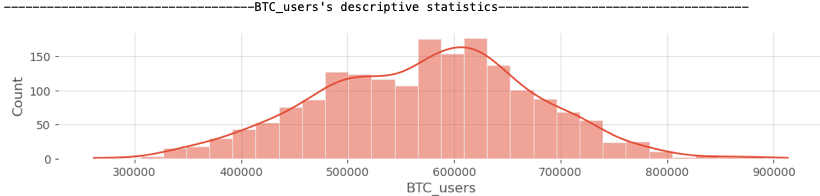 -----------------------------------BTC_users's descriptive statistics-----------------------------------
150
100
50
0
Count
300000 400000 500000 600000 700000 800000 900000
BTC_users